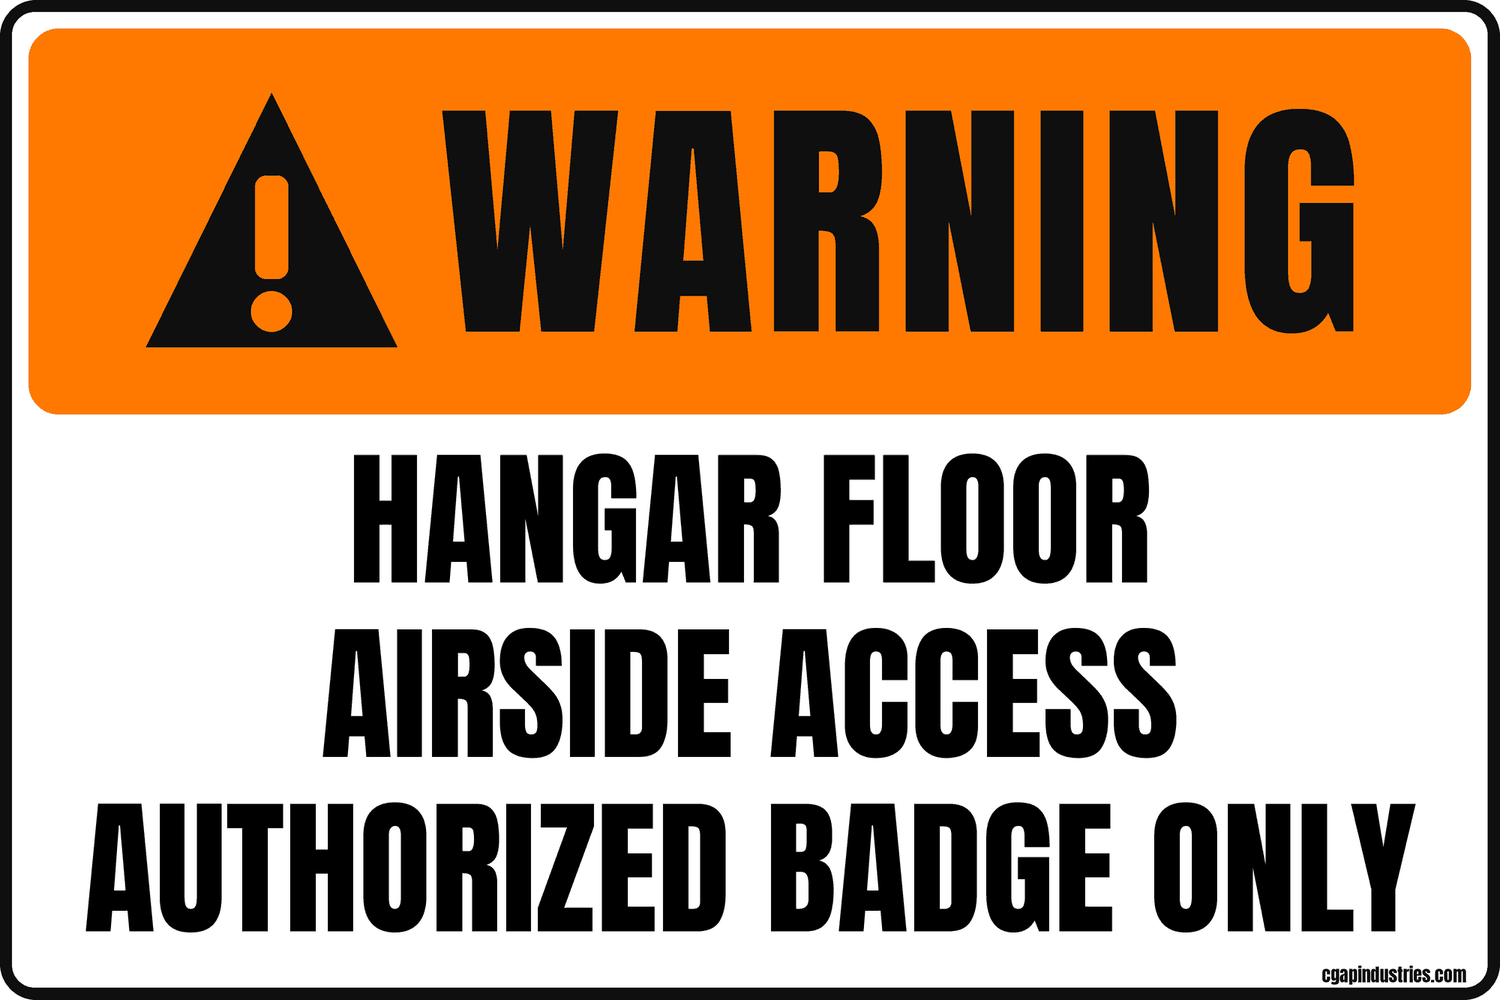 WARNING
HANGAR FLOOR
AIRSIDE ACCESS
AUTHORIZED BADGE ONLY
cgapindustries.com